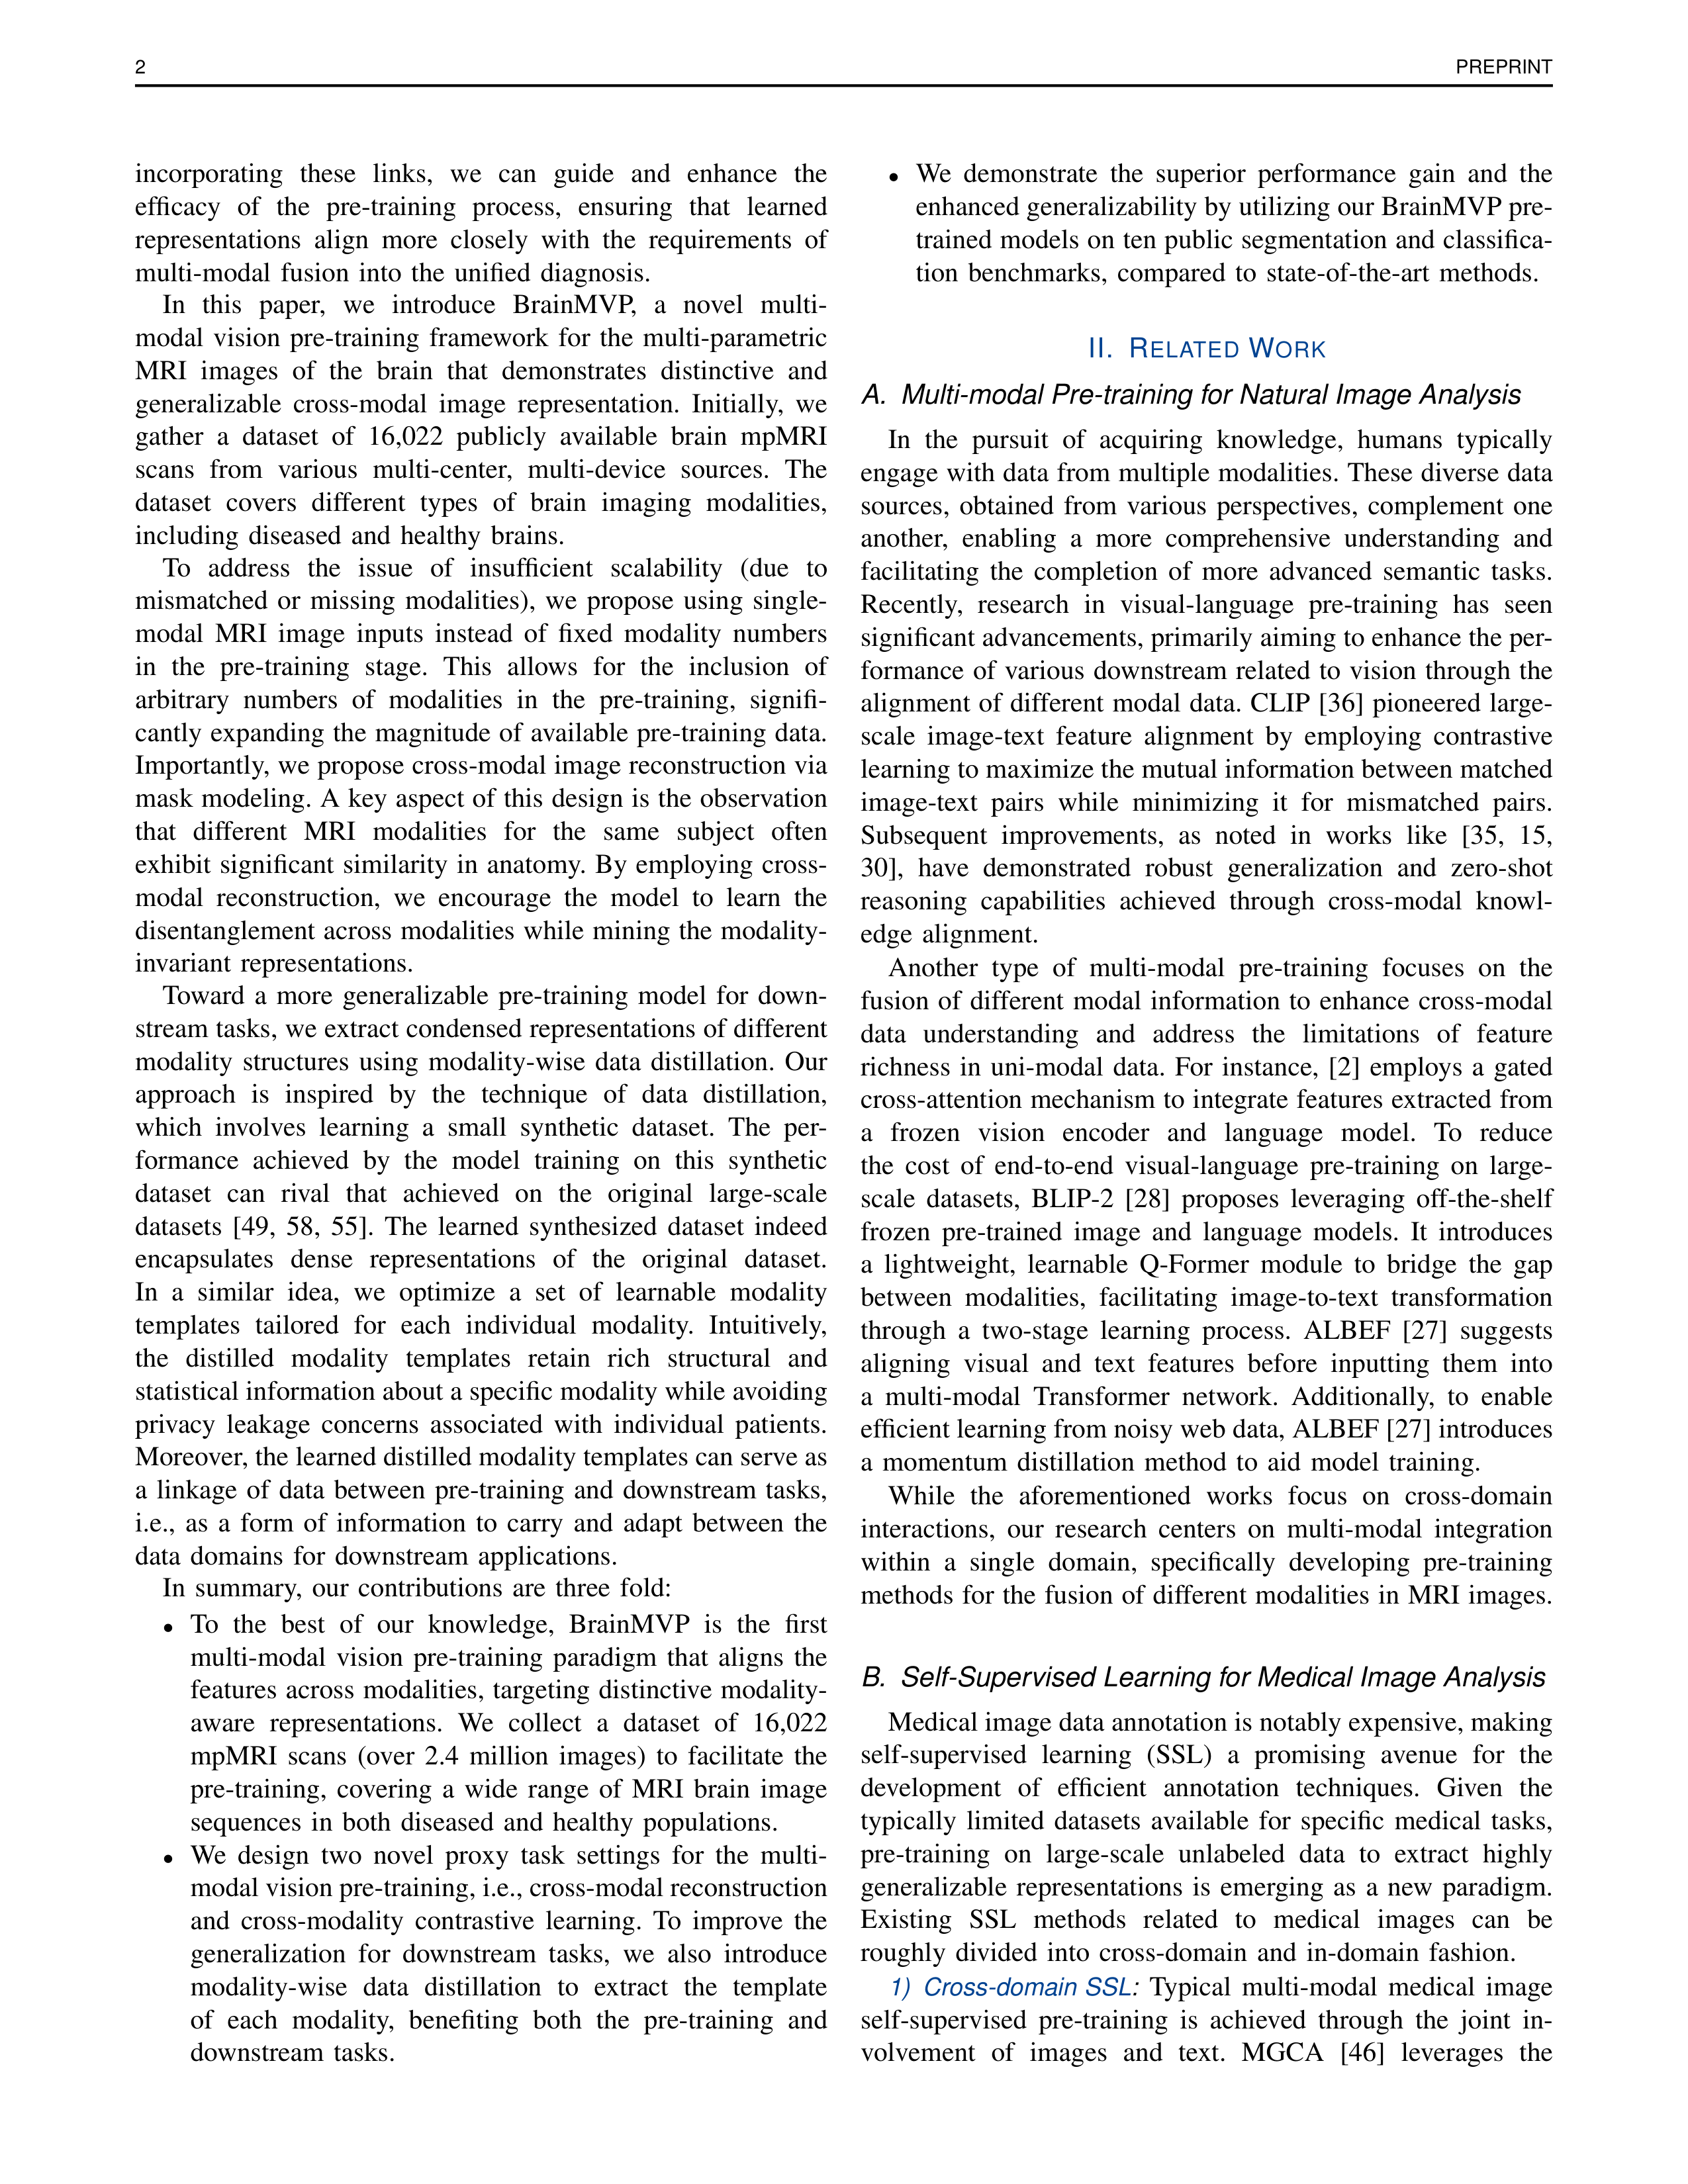 2
PREPRINT
incorporating these links, we can guide and enhance the
efficacy of the pre-training process, ensuring that learned
representations align more closely with the requirements of
multi-modal fusion into the unified diagnosis.
In this paper, we introduce BrainMVP, a novel multi-
modal vision pre-training framework for the multi-parametric
MRI images of the brain that demonstrates distinctive and
generalizable cross-modal image representation. Initially, we
gather a dataset of 16,022 publicly available brain mpMRI
scans from various multi-center, multi-device sources. The
dataset covers different types of brain imaging modalities,
including diseased and healthy brains.
To address the issue of insufficient scalability (due to
mismatched or missing modalities), we propose using single-
modal MRI image inputs instead of fixed modality numbers
in the pre-training stage. This allows for the inclusion of
arbitrary numbers of modalities in the pre-training, signifi-
cantly expanding the magnitude of available pre-training data.
Importantly, we propose cross-modal image reconstruction via
mask modeling. A key aspect of this design is the observation
that different MRI modalities for the same subject often
exhibit significant similarity in anatomy. By employing cross-
modal reconstruction, we encourage the model to learn the
disentanglement across modalities while mining the modality-
invariant representations.
Toward a more generalizable pre-training model for down-
stream tasks, we extract condensed representations of different
modality structures using modality-wise data distillation. Our
approach is inspired by the technique of data distillation,
which involves learning a small synthetic dataset. The per-
formance achieved by the model training on this synthetic
dataset can rival that achieved on the original large-scale
datasets [49, 58, 55]. The learned synthesized dataset indeed
encapsulates dense representations of the original dataset.
In a similar idea, we optimize a set of learnable modality
templates tailored for each individual modality. Intuitively,
the distilled modality templates retain rich structural and
statistical information about a specific modality while avoiding
privacy leakage concerns associated with individual patients.
Moreover, the learned distilled modality templates can serve as
a linkage of data between pre-training and downstream tasks,
i.e., as a form of information to carry and adapt between the
data domains for downstream applications.
In summary, our contributions are three fold:
• To the best of our knowledge, BrainMVP is the first
multi-modal vision pre-training paradigm that aligns the
features across modalities, targeting distinctive modality-
aware representations. We collect a dataset of 16,022
mpMRI scans (over 2.4 million images) to facilitate the
pre-training, covering a wide range of MRI brain image
sequences in both diseased and healthy populations.
• We design two novel proxy task settings for the multi-
modal vision pre-training, i.e., cross-modal reconstruction
and cross-modality contrastive learning. To improve the
generalization for downstream tasks, we also introduce
modality-wise data distillation to extract the template
of each modality, benefiting both the pre-training and
downstream tasks.
• We demonstrate the superior performance gain and the
enhanced generalizability by utilizing our BrainMVP pre-
trained models on ten public segmentation and classifica-
tion benchmarks, compared to state-of-the-art methods.
II. RELATED WORK
A. Multi-modal Pre-training for Natural Image Analysis
In the pursuit of acquiring knowledge, humans typically
engage with data from multiple modalities. These diverse data
sources, obtained from various perspectives, complement one
another, enabling a more comprehensive understanding and
facilitating the completion of more advanced semantic tasks.
Recently, research in visual-language pre-training has seen
significant advancements, primarily aiming to enhance the per-
formance of various downstream related to vision through the
alignment of different modal data. CLIP [36] pioneered large-
scale image-text feature alignment by employing contrastive
learning to maximize the mutual information between matched
image-text pairs while minimizing it for mismatched pairs.
Subsequent improvements, as noted in works like [35, 15,
30], have demonstrated robust generalization and zero-shot
reasoning capabilities achieved through cross-modal knowl-
edge alignment.
Another type of multi-modal pre-training focuses on the
fusion of different modal information to enhance cross-modal
data understanding and address the limitations of feature
richness in uni-modal data. For instance, [2] employs a gated
cross-attention mechanism to integrate features extracted from
a frozen vision encoder and language model. To reduce
the cost of end-to-end visual-language pre-training on large-
scale datasets, BLIP-2 [28] proposes leveraging off-the-shelf
frozen pre-trained image and language models. It introduces
a lightweight, learnable Q-Former module to bridge the gap
between modalities, facilitating image-to-text transformation
through a two-stage learning process. ALBEF [27] suggests
aligning visual and text features before inputting them into
a multi-modal Transformer network. Additionally, to enable
efficient learning from noisy web data, ALBEF [27] introduces
a momentum distillation method to aid model training.
While the aforementioned works focus on cross-domain
interactions, our research centers on multi-modal integration
within a single domain, specifically developing pre-training
methods for the fusion of different modalities in MRI images.
B. Self-Supervised Learning for Medical Image Analysis
Medical image data annotation is notably expensive, making
self-supervised learning (SSL) a promising avenue for the
development of efficient annotation techniques. Given the
typically limited datasets available for specific medical tasks,
pre-training on large-scale unlabeled data to extract highly
generalizable representations is emerging as a new paradigm.
Existing SSL methods related to medical images can be
roughly divided into cross-domain and in-domain fashion.
1) Cross-domain SSL: Typical multi-modal medical image
self-supervised pre-training is achieved through the joint in-
volvement of images and text. MGCA [46] leverages the